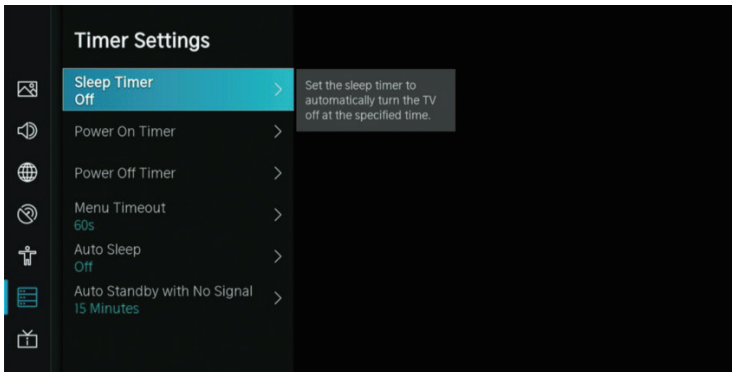 Timer Settings
Sleep Timer
Off
Set the sleep timer to
automatically turn the TV
off at the specified time.
Power On Timer
Power Off Timer
Menu Timeout
60s
Auto Sleep
Off
Auto Standby with No Signal
15 Minutes